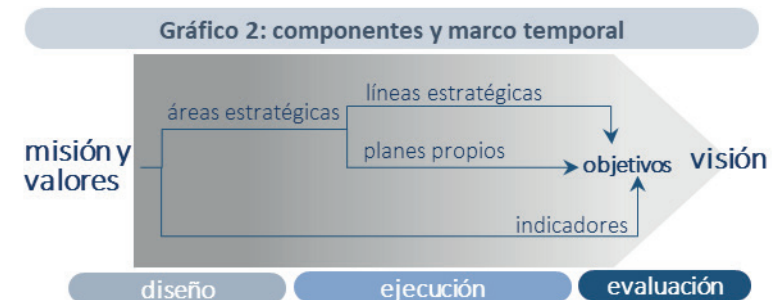 Gráfico 2: componentes y marco temporal
líneas estratégicas
áreas estratégicas
misión y
valores
planes propios
objetivos
visión
indicadores
diseño
ejecución
evaluación